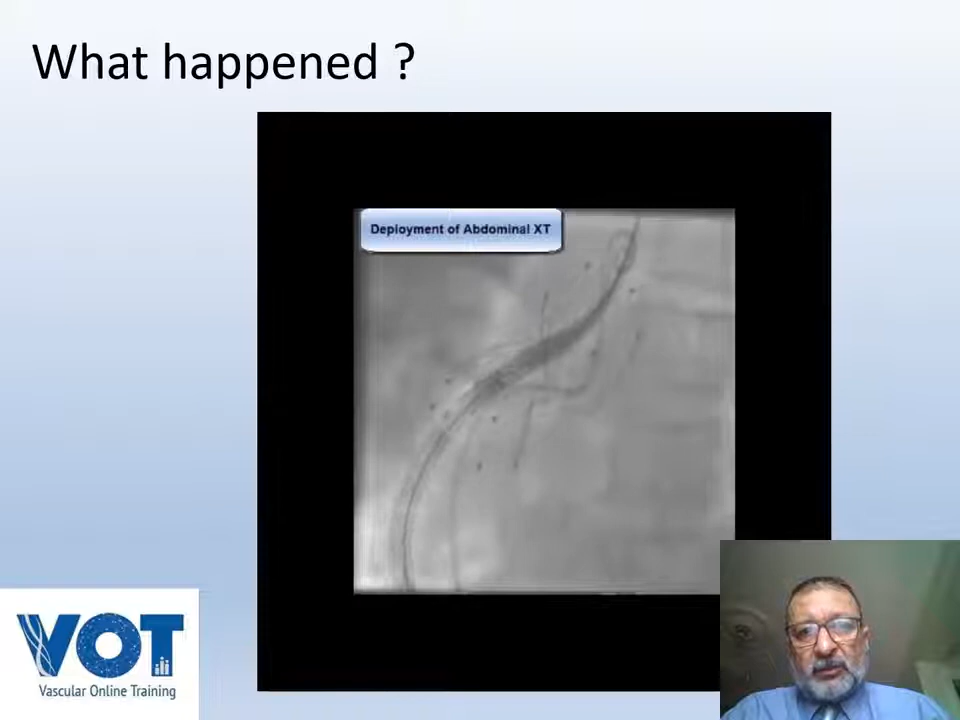 What happened ?
Deployment of Abdominal XT
VOT
Vascular Online Training